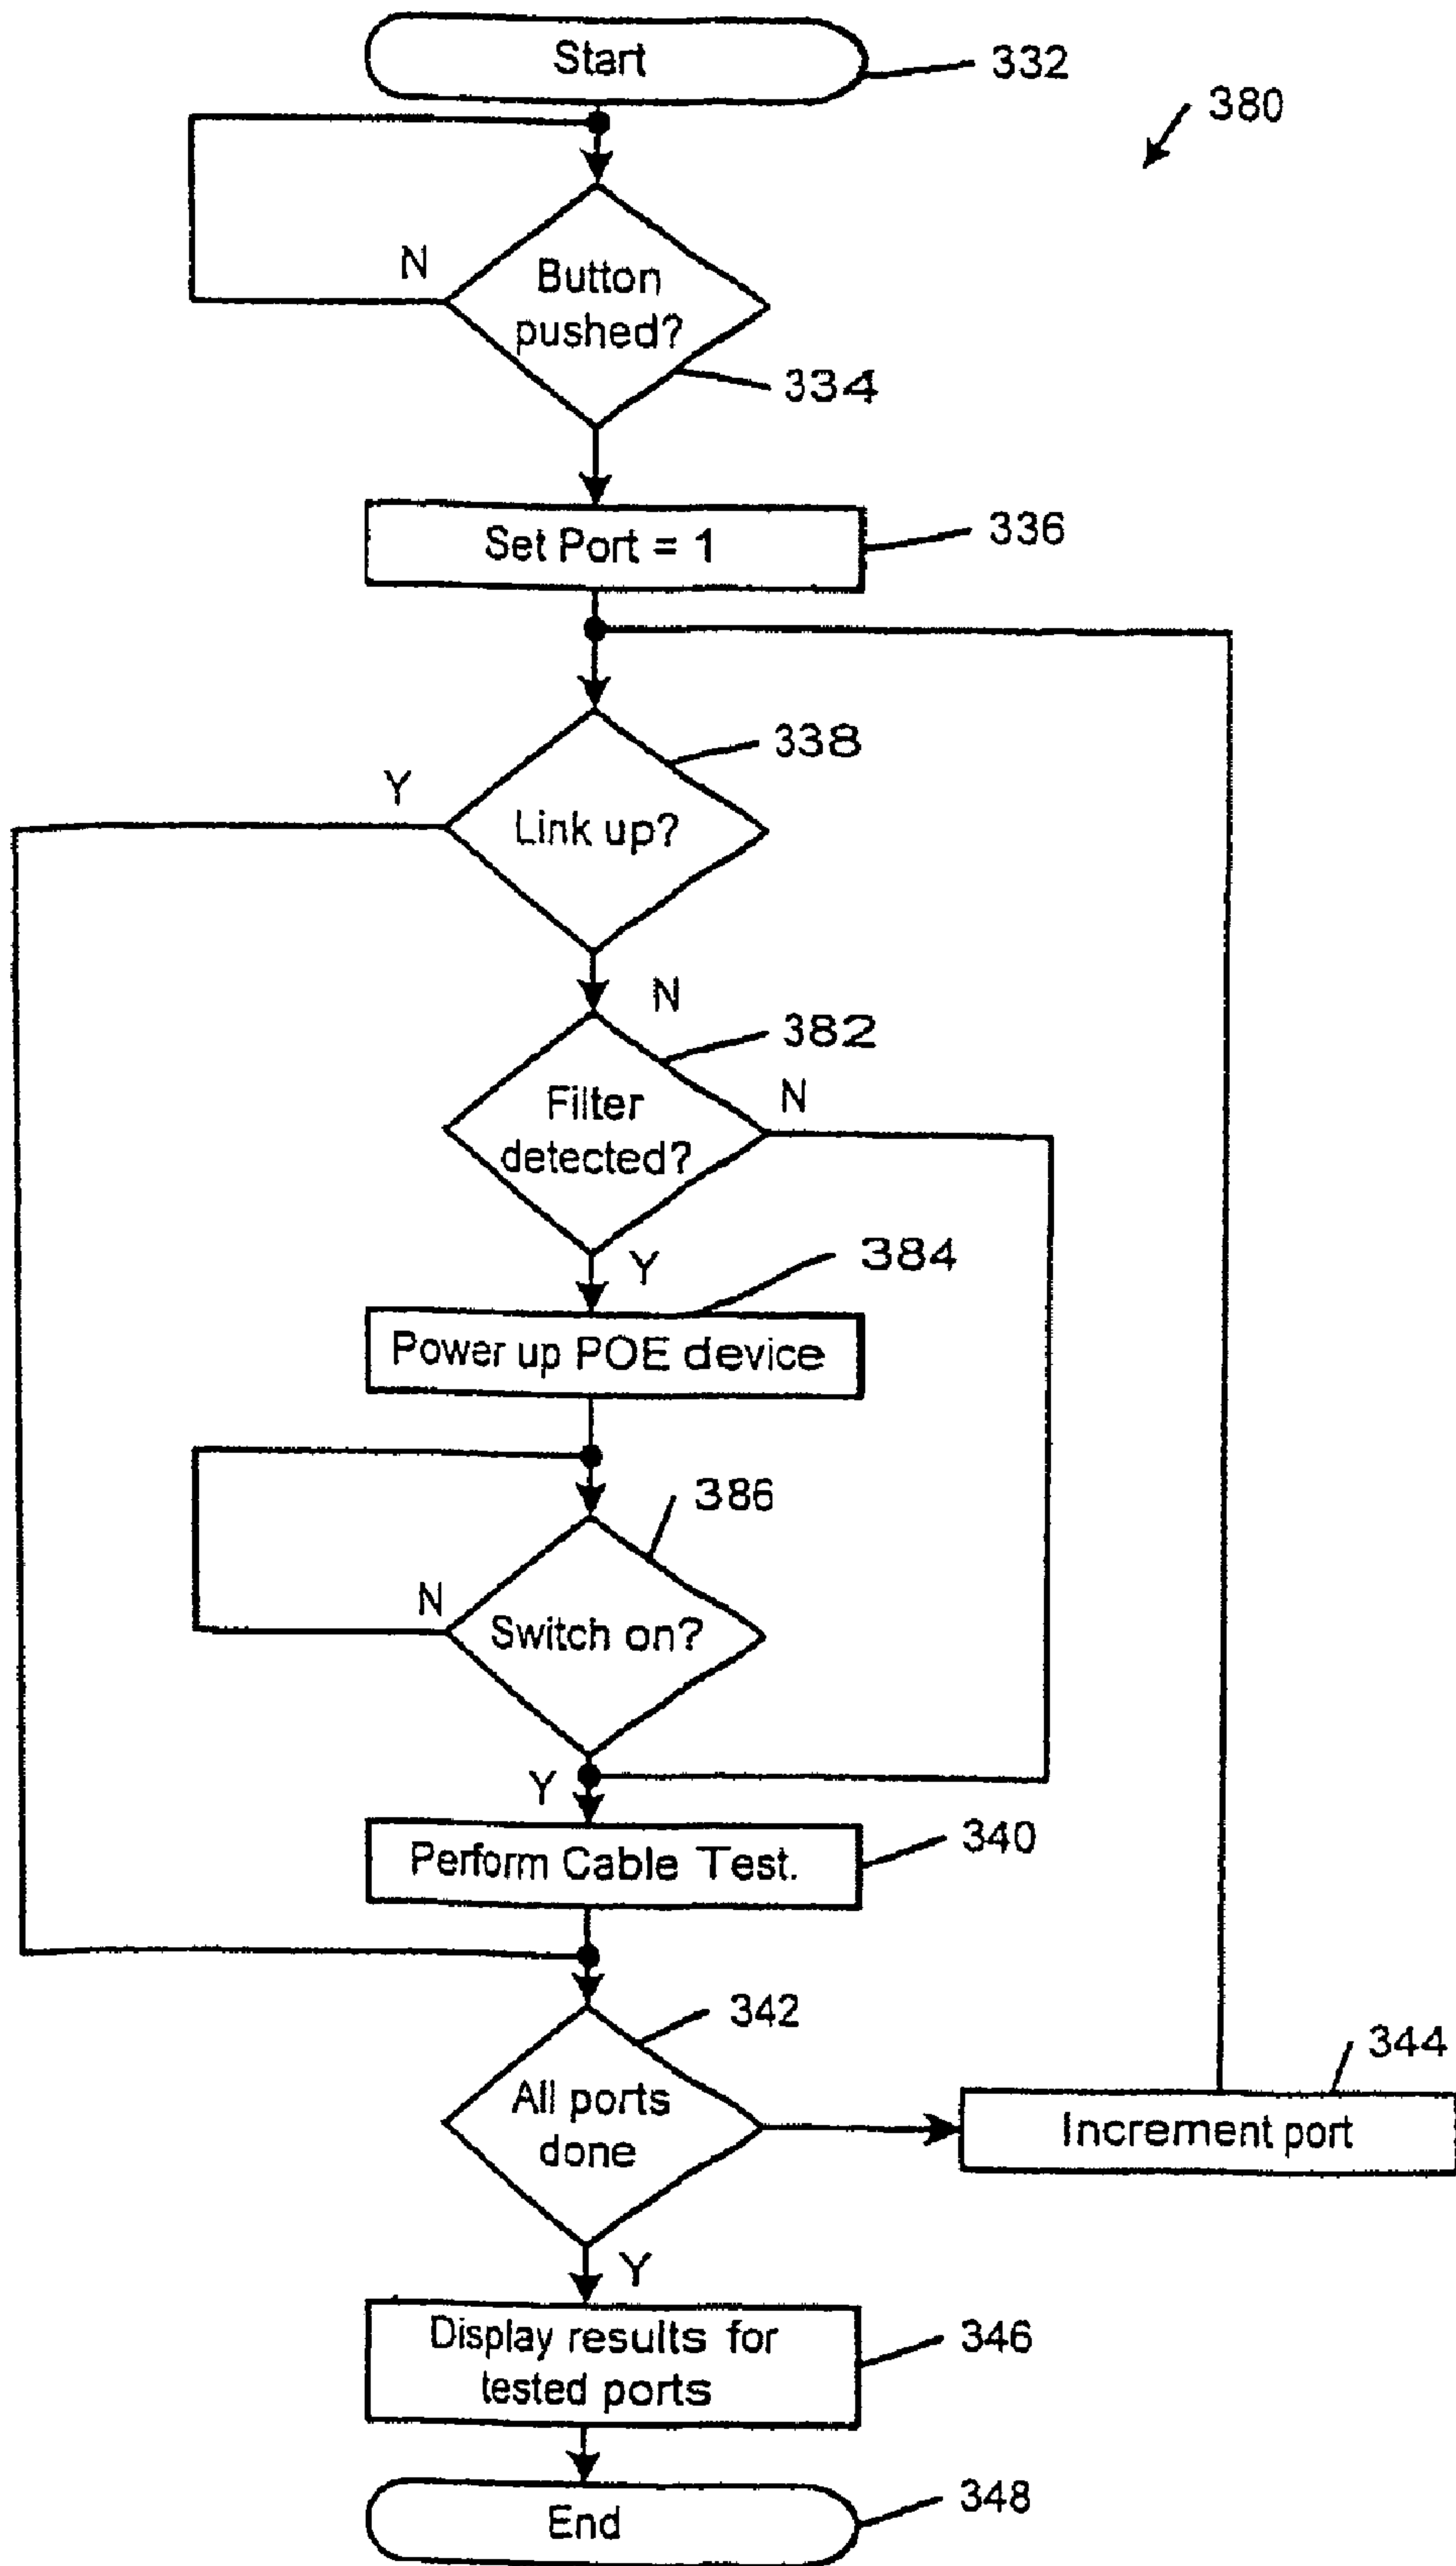 Start
332
380
N
Button
pushed?
334
Set Port = 1
336
338
Y
Link up?
N
382
N
Filter
detected?
Y
384
Power up POE device
386
N
Switch on?
Y
Perform Cable Test.
340
342
All ports
done
344
Increment port
Y
Display results for
tested ports
346
End
348